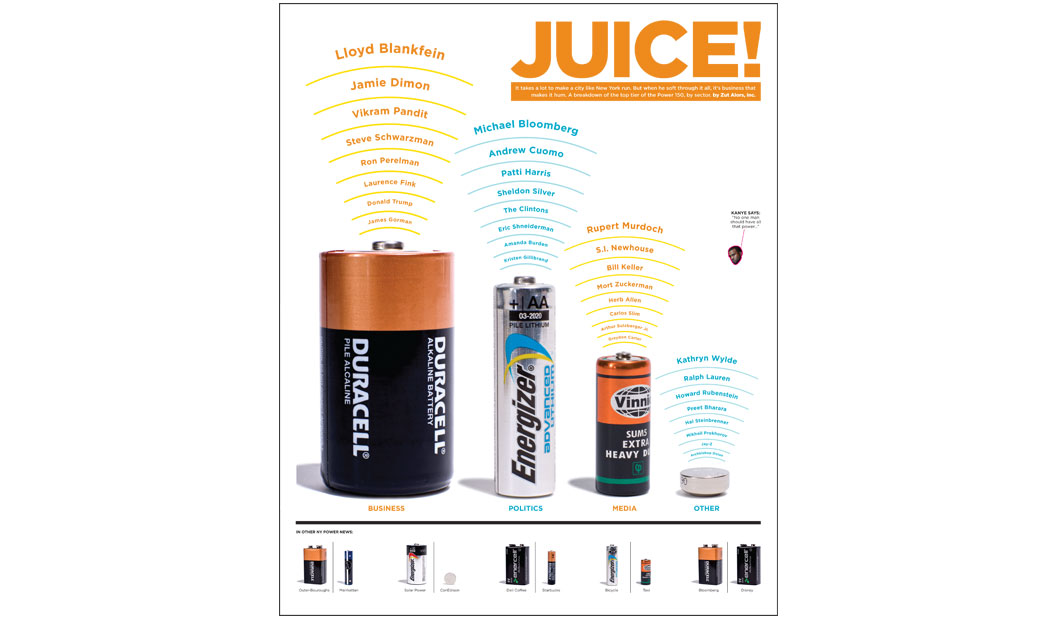 JUICE!
It takes a lot to make a city like New York run. But when he soft through it all, it's business that
makes it hum. A breakdown of the top tier of the Power 150, by sector. by Zut Alors, Inc.
Lloyd Blankfein
Jamie Dimon
Vikram Pandit
Steve Schwarzman
Ron Perelman
Laurence Fink
Donald Trump
James Gorman
Michael Bloomberg
Andrew Cuomo
Patti Harris
Sheldon Silver
The Clintons
Eric Shneiderman
Amanda Burden
Kristen Gillibrand
Rupert Murdoch
S.I. Newhouse
Bill Keller
Mort Zuckerman
Herb Allen
Carlos Slim
Arthur Sulzberger Jr.
Kathryn Wylde
Ralph Lauren
Howard Rubenstein
Preet Bharara
Hal Steinbrenner
Mikhail Prokhorov
Jay-Z
KANYE SAYS:
"No one man
should have all
that power..."
DURACELL®
PILE ALCALINE
DURACELL®
ALKALINE BATTERY
+ AA
03-2020
PILE LITHIUM
Energizer®
ADVANCED
LITHIUM
Vinni
SUMS
EXTRA
HEAVY DU
BUSINESS
POLITICS
MEDIA
OTHER
IN OTHER NY POWER NEWS:
Outer-Boroughs
Manhattan
Solar Power
ConEdison
Starbucks
Bicycle
Taxi
Bloomberg
Disney